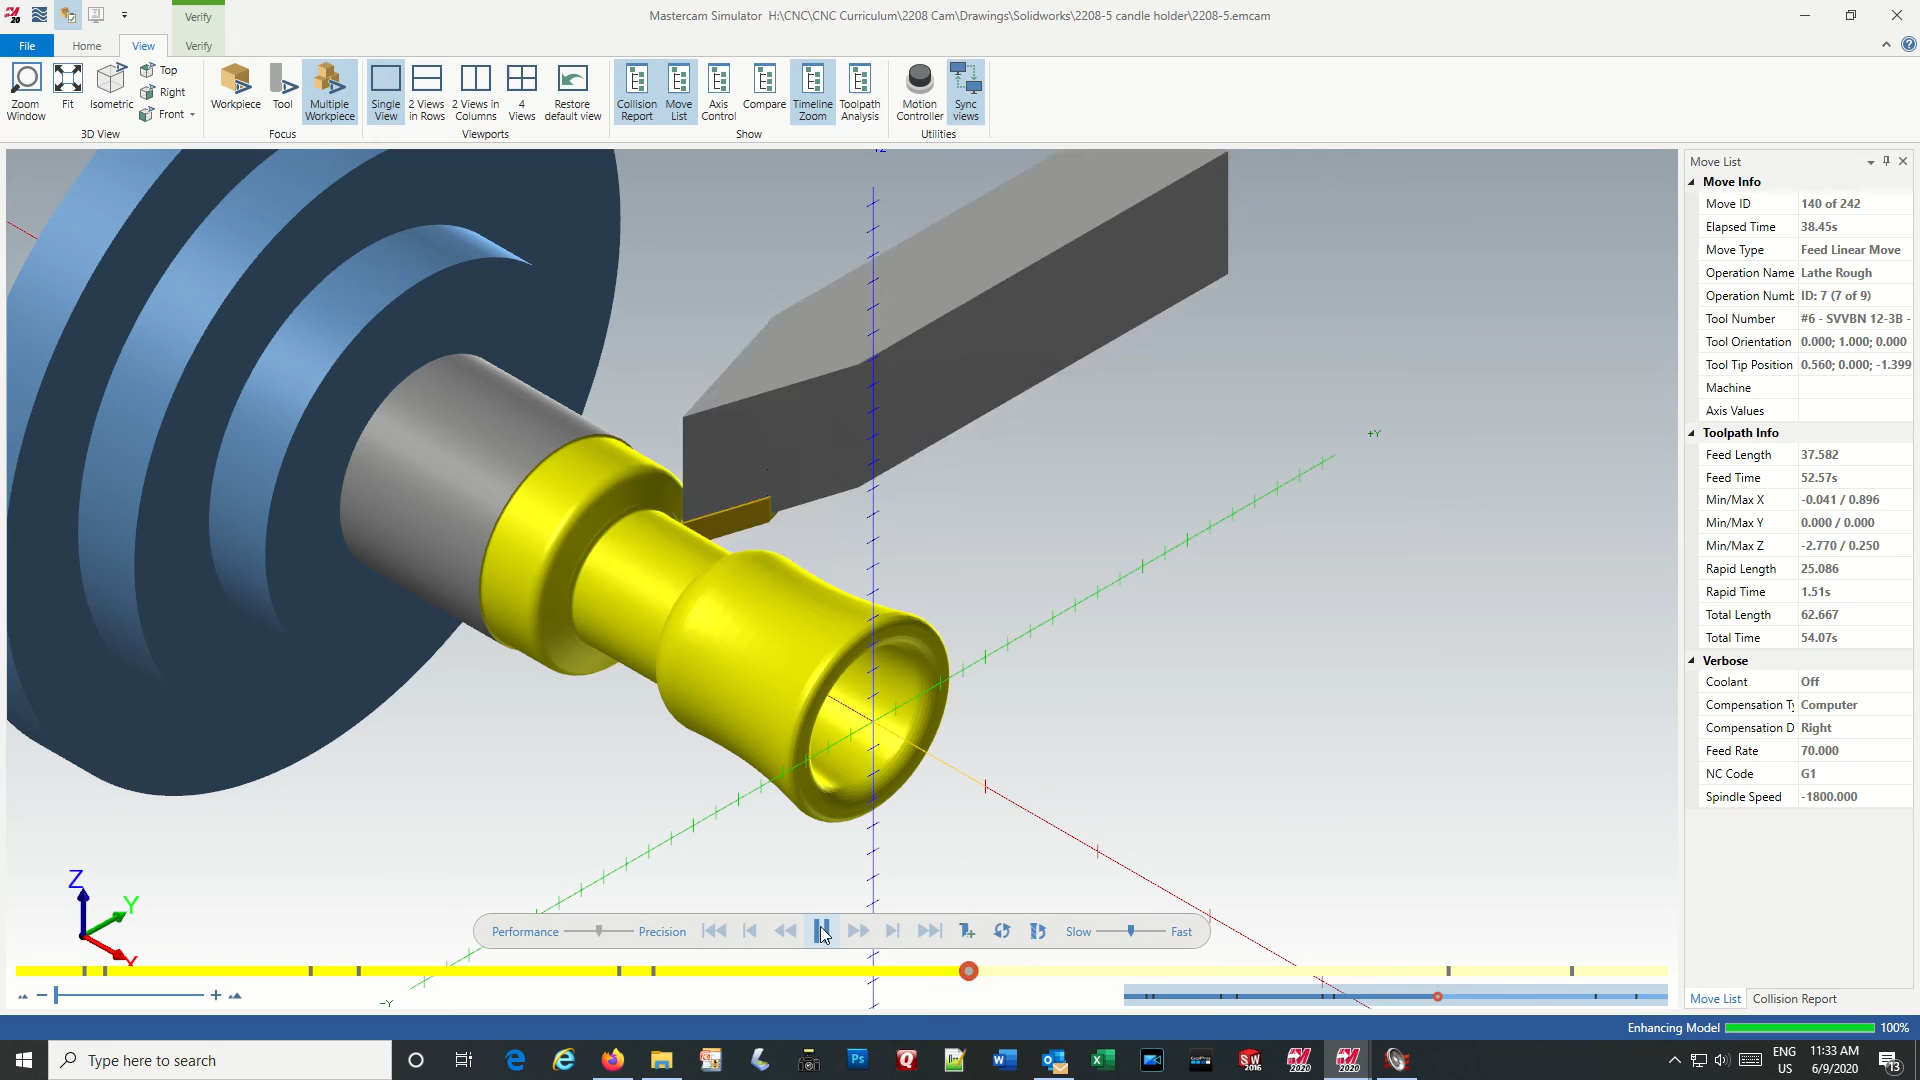 Verify
Mastercam Simulator H:\CNC\CNC Curriculum\2208 Cam\Drawings\Solidworks\2208-5 candle holder\2208-5.emcam
File
Home
View
Verify
Zoom Window
Fit
Isometric
Top
Right
Front
3D View
Workpiece
Tool
Multiple Workpiece
Focus
Single View
2 Views in Rows
2 Views in Columns
4 Views
Restore default view
Viewports
Collision Report
Move List
Axis Control
Compare
Timeline Zoom
Toolpath Analysis
Show
Motion Controller
Sync views
Utilities
Move List
Move Info
Move ID 140 of 242
Elapsed Time 38.45s
Move Type Feed Linear Move
Operation Name Lathe Rough
Operation Numb ID: 7 (7 of 9)
Tool Number #6 - SVVBN 12-3B -
Tool Orientation 0.000; 1.000; 0.000
Tool Tip Position 0.560; 0.000; -1.399
Machine
Axis Values
Toolpath Info
Feed Length 37.582
Feed Time 52.57s
Min/Max X -0.041 / 0.896
Min/Max Y 0.000 / 0.000
Min/Max Z -2.770 / 0.250
Rapid Length 25.086
Rapid Time 1.51s
Total Length 62.667
Total Time 54.07s
Verbose
Coolant Off
Compensation Ty Computer
Compensation D Right
Feed Rate 70.000
NC Code G1
Spindle Speed -1800.000
+Y
Z
Y
X
-Y
Performance
Precision
Slow
Fast
Move List
Collision Report
Enhancing Model 100%
Type here to search
ENG
US
11:33 AM
6/9/2020
13